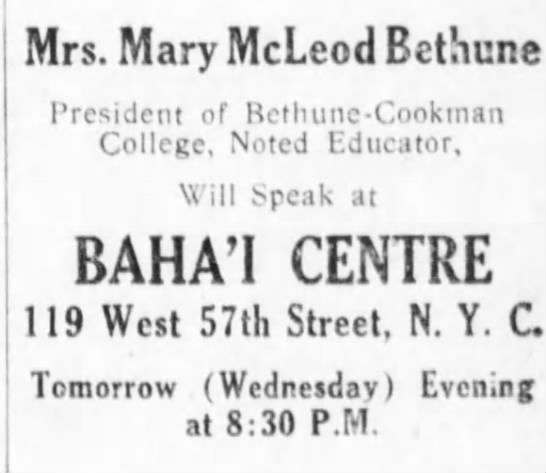 Mrs. Mary McLeod Bethune
President of Bethune-Cookman
College, Noted Educator,
Will Speak at
BAHA'I CENTRE
119 West 57th Street, N. Y. C.
Tomorrow (Wednesday) Evening
at 8:30 P.M.